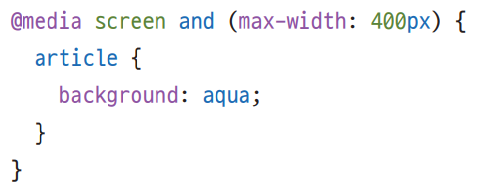 @media screen and (max-width: 400px) {
  article {
    background: aqua;
  }
}